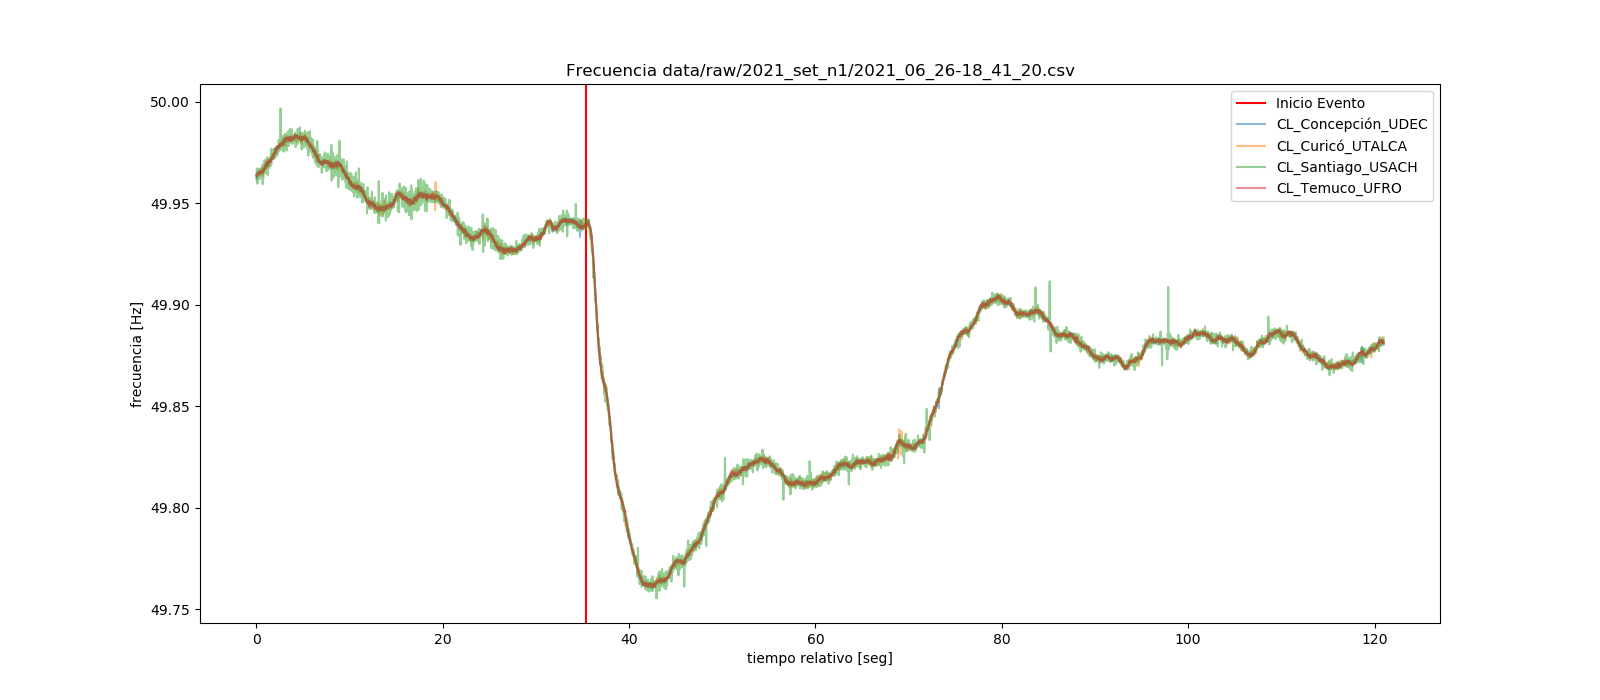 Frecuencia data/raw/2021_set_n1/2021_06_26-18_41_20.csv
50.00
49.95
49.90
49.85
49.80
49.75
frecuencia [Hz]
Inicio Evento
CL_Concepción_UDEC
CL_Curicó_UTALCA
CL_Santiago_USACH
CL_Temuco_UFRO
0 20 40 60 80 100 120
tiempo relativo [seg]